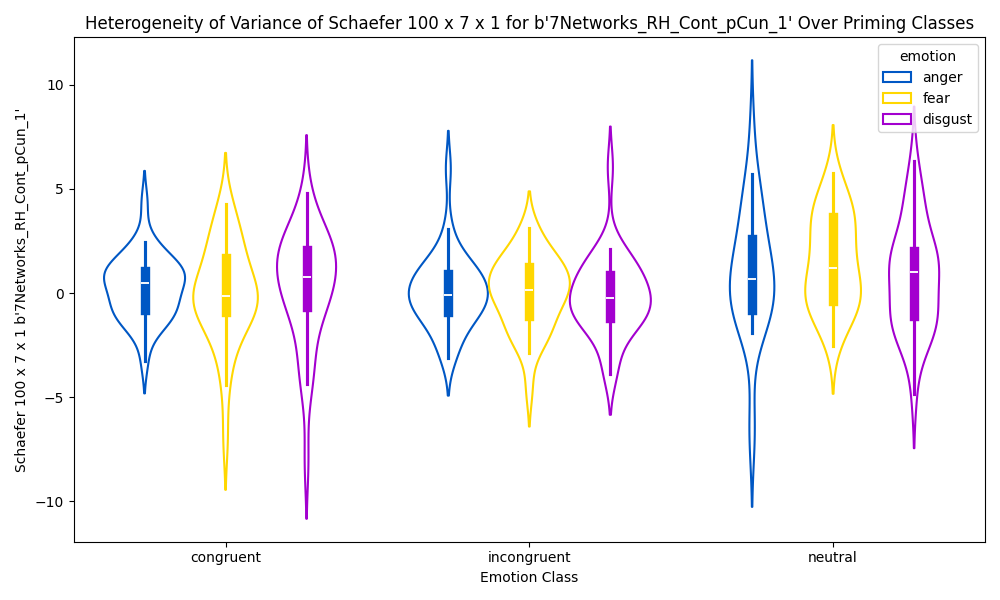 Heterogeneity of Variance of Schaefer 100 x 7 x 1 for b'7Networks_RH_Cont_pCun_1' Over Priming Classes
Schaefer 100 x 7 x 1 b'7Networks_RH_Cont_pCun_1'
10
5
0
−5
−10
emotion
anger
fear
disgust
congruent
incongruent
neutral
Emotion Class